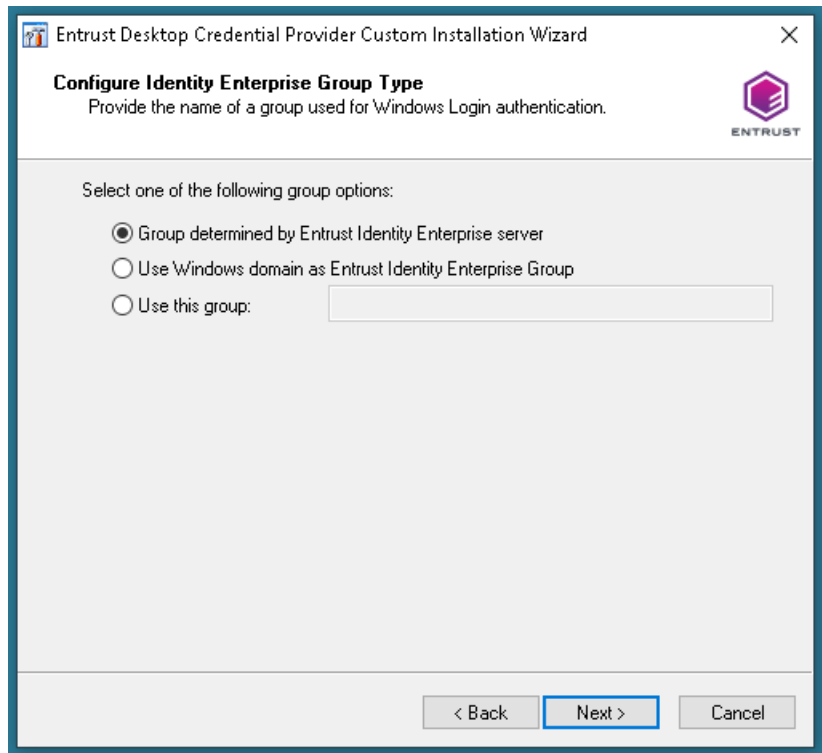 Entrust Desktop Credential Provider Custom Installation Wizard
Configure Identity Enterprise Group Type
Provide the name of a group used for Windows Login authentication.
ENTRUST
Select one of the following group options:
Group determined by Entrust Identity Enterprise server
Use Windows domain as Entrust Identity Enterprise Group
Use this group:
< Back
Next >
Cancel